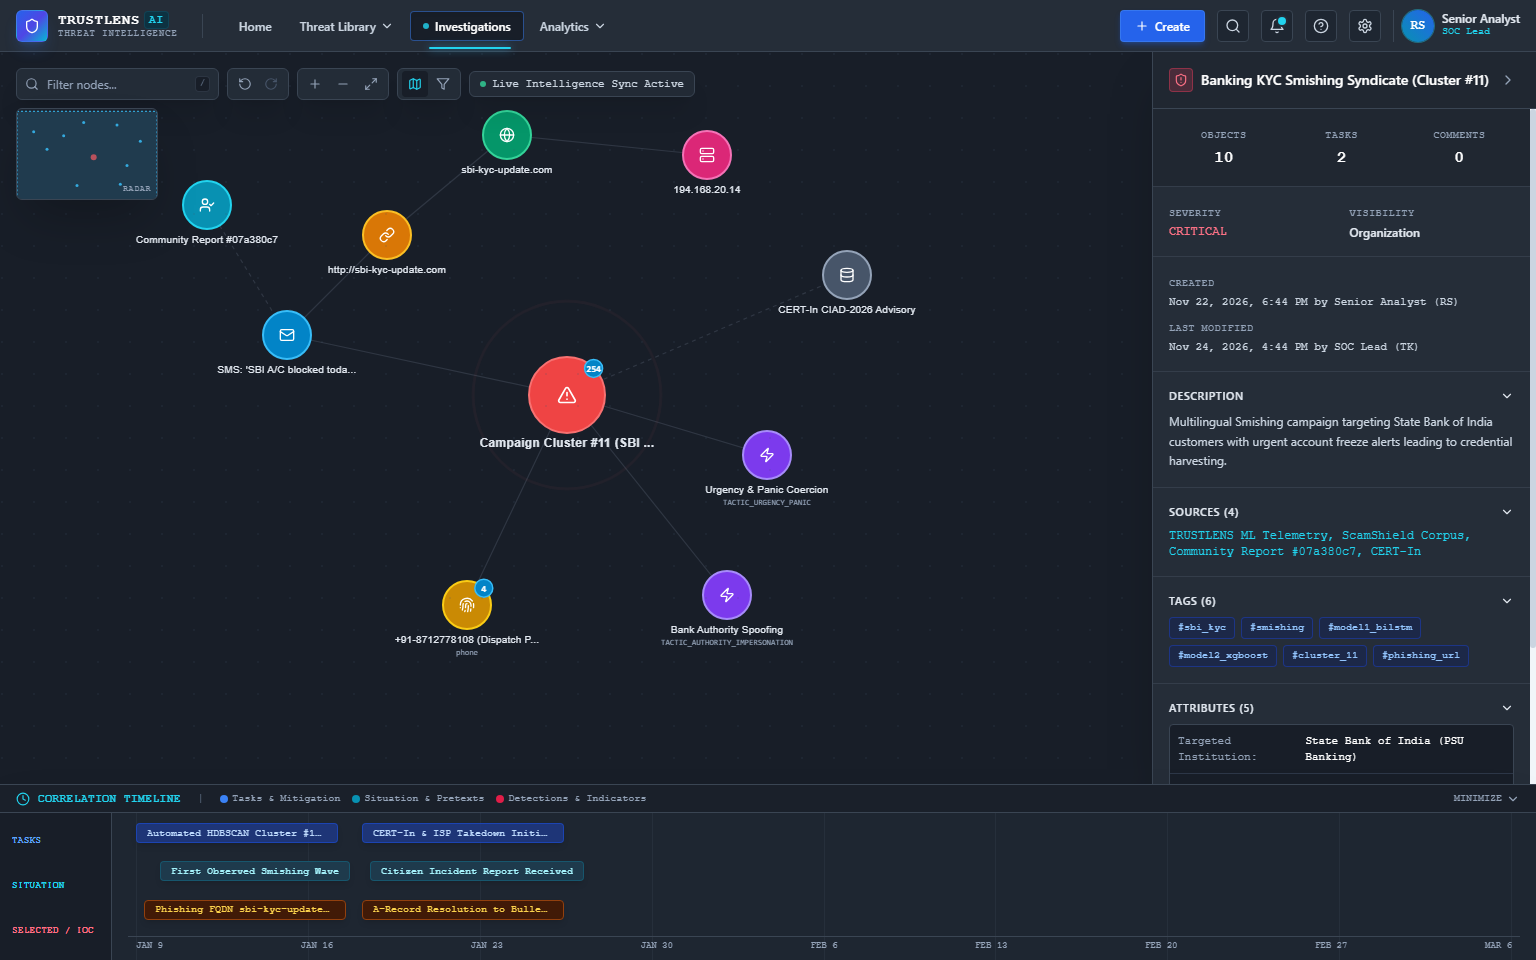 TRUSTLENS AI
THREAT INTELLIGENCE
Home
Threat Library
Investigations
Analytics
Create
RS
Senior Analyst
SOC Lead
Filter nodes...
/
Live Intelligence Sync Active
RADAR
sbi-kyc-update.com
194.168.20.14
Community Report #07a380c7
http://sbi-kyc-update.com
CERT-In CIAD-2026 Advisory
SMS: 'SBI A/C blocked toda...
254
Campaign Cluster #11 (SBI ...
Urgency & Panic Coercion
TACTIC_URGENCY_PANIC
4
+91-8712778108 (Dispatch P...
phone
Bank Authority Spoofing
TACTIC_AUTHORITY_IMPERSONATION
Banking KYC Smishing Syndicate (Cluster #11)
OBJECTS
TASKS
COMMENTS
10
2
0
SEVERITY
VISIBILITY
CRITICAL
Organization
CREATED
Nov 22, 2026, 6:44 PM by Senior Analyst (RS)
LAST MODIFIED
Nov 24, 2026, 4:44 PM by SOC Lead (TK)
DESCRIPTION
Multilingual Smishing campaign targeting State Bank of India
customers with urgent account freeze alerts leading to credential
harvesting.
SOURCES (4)
TRUSTLENS ML Telemetry, ScamShield Corpus,
Community Report #07a380c7, CERT-In
TAGS (6)
#sbi_kyc
#smishing
#model1_bilstm
#model2_xgboost
#cluster_11
#phishing_url
ATTRIBUTES (5)
Targeted Institution:
State Bank of India (PSU Banking)
CORRELATION TIMELINE
|
Tasks & Mitigation
Situation & Pretexts
Detections & Indicators
MINIMIZE
TASKS
Automated HDBSCAN Cluster #1...
CERT-In & ISP Takedown Initi...
SITUATION
First Observed Smishing Wave
Citizen Incident Report Received
SELECTED / IOC
Phishing FQDN sbi-kyc-update...
A-Record Resolution to Bulle...
JAN 9
JAN 16
JAN 23
JAN 30
FEB 6
FEB 13
FEB 20
FEB 27
MAR 6